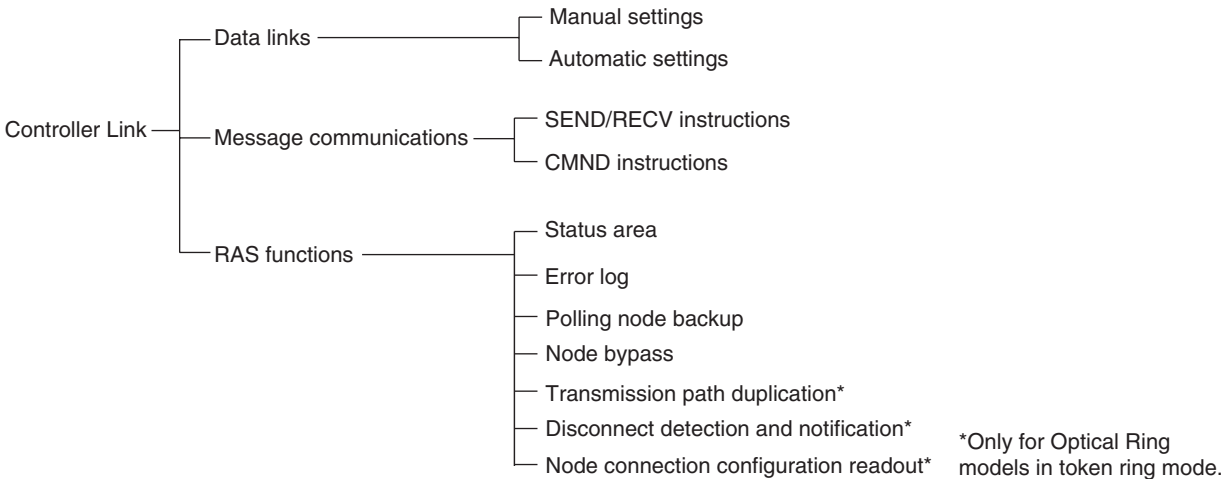 Controller Link
Data links
Manual settings
Automatic settings
Message communications
SEND/RECV instructions
CMND instructions
RAS functions
Status area
Error log
Polling node backup
Node bypass
Transmission path duplication*
Disconnect detection and notification*
Node connection configuration readout*
*Only for Optical Ring
models in token ring mode.